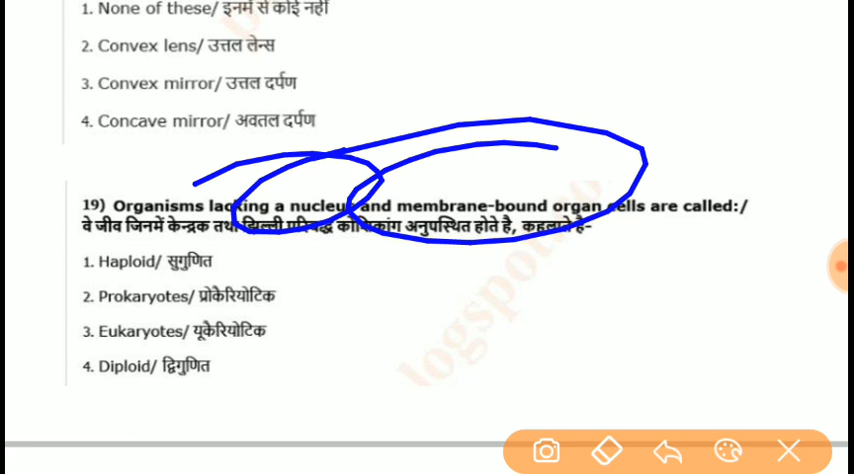 1. None of these/ इनमें से कोई नहीं
2. Convex lens/ उत्तल लेन्स
3. Convex mirror/ उत्तल दर्पण
4. Concave mirror/ अवतल दर्पण
19) Organisms lacking a nucleus and membrane-bound organ cells are called:/
वे जीव जिनमें केन्द्रक तथा झिल्ली परिबद्ध कोशिकांग अनुपस्थित होते है, कहलाते है-
1. Haploid/ सुगुणित
2. Prokaryotes/ प्रोकैरियोटिक
3. Eukaryotes/ यूकैरियोटिक
4. Diploid/ द्विगुणित